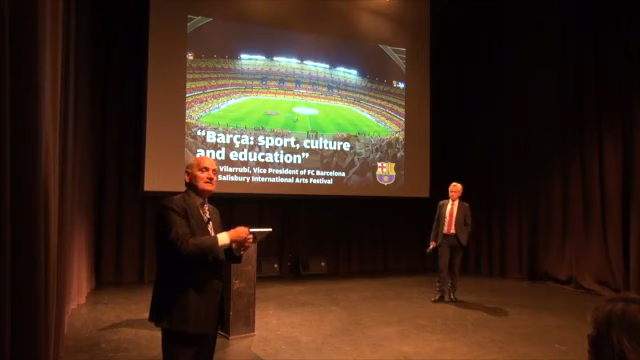 “Barça: sport, culture
and education”
Vilarrubí, Vice President of FC Barcelona
Salisbury International Arts Festival